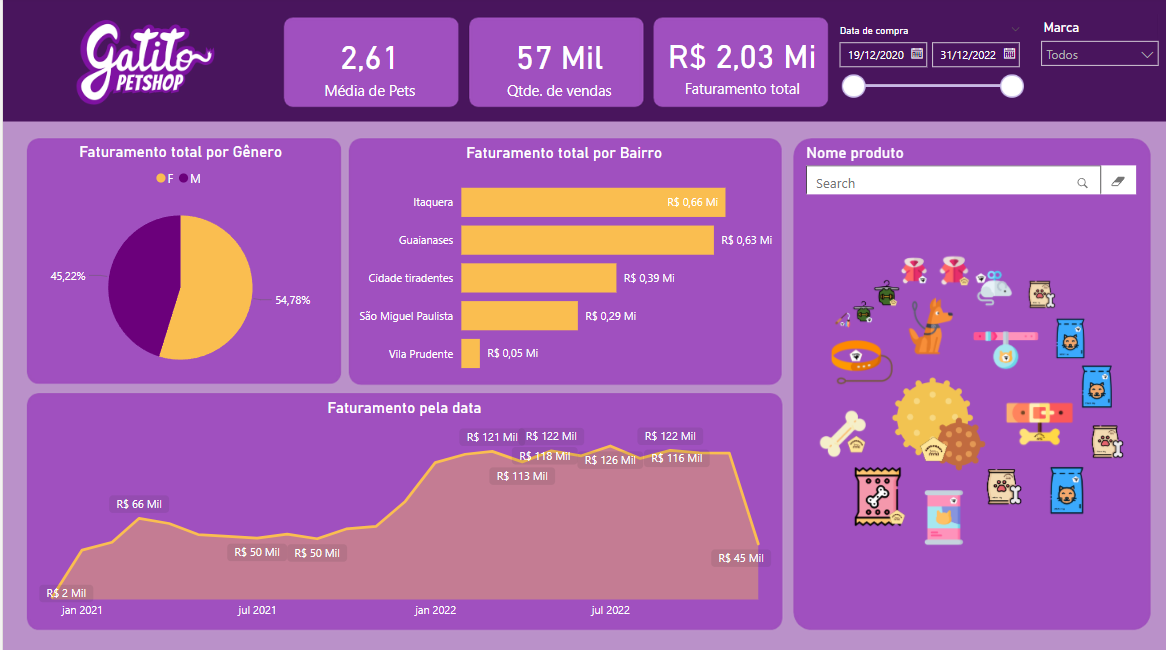 Gatito
PETSHOP
2,61
Média de Pets
57 Mil
Qtde. de vendas
R$ 2,03 Mi
Faturamento total
Data de compra
19/12/2020
31/12/2022
Marca
Todos
Faturamento total por Gênero
F M
45,22%
54,78%
Faturamento total por Bairro
Itaquera R$ 0,66 Mi
Guaianases R$ 0,63 Mi
Cidade tiradentes R$ 0,39 Mi
São Miguel Paulista R$ 0,29 Mi
Vila Prudente R$ 0,05 Mi
Nome produto
Search
Faturamento pela data
R$ 121 Mil R$ 122 Mil R$ 122 Mil
R$ 118 Mil R$ 126 Mil R$ 116 Mil
R$ 113 Mil
R$ 66 Mil
R$ 50 Mil R$ 50 Mil
R$ 45 Mil
R$ 2 Mil
jan 2021 jul 2021 jan 2022 jul 2022